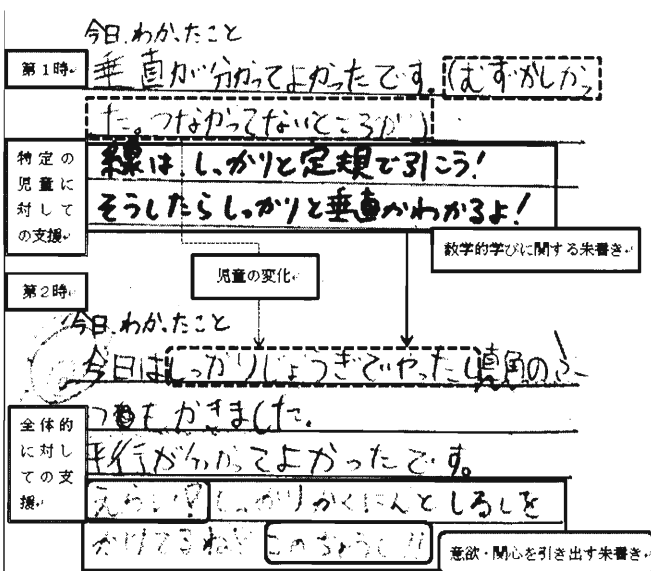 今日、わかったこと
第1時
垂直が分かってよかったです。(むずかしかっ
た。つながってないところが)
特定の
児童に
対して
の支援
線は、しっかりと定規で引こう!
そうしたらしっかりと垂直がわかるよ!
数学的学びに関する朱書き
児童の変化
第2時
今日、わかったこと
今日はしっかりじょうぎでやったし直角の
かきました。
平行が分かってよかったです。
全体的
に対し
ての支
援
えらい!しっかりかくにんとしるしを
かけてるね!このちょうし!!
意欲・関心を引き出す朱書き